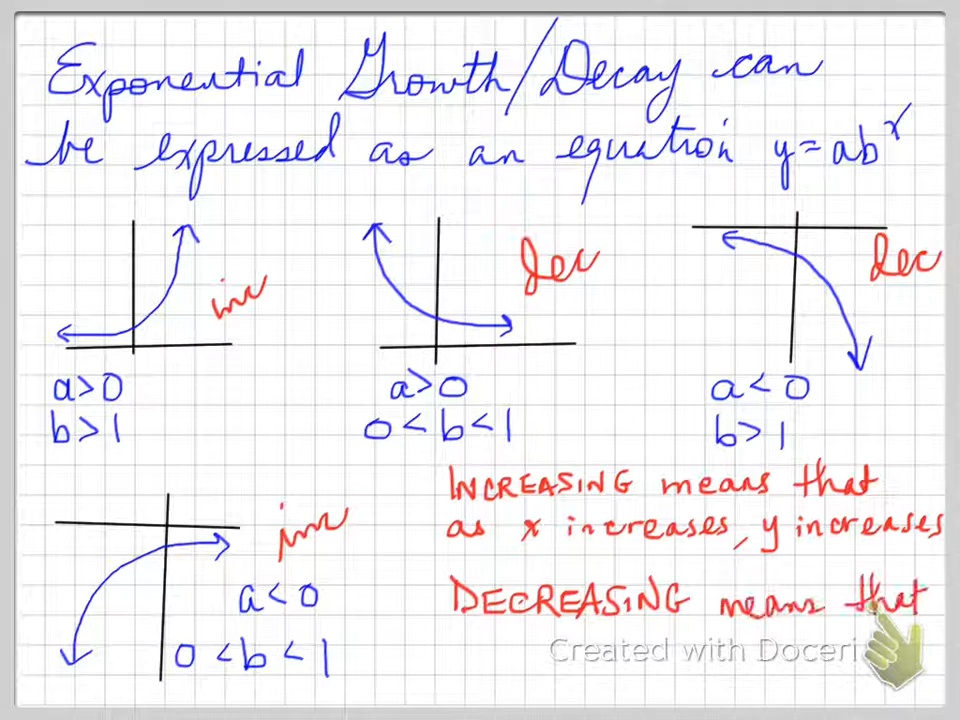 Exponential Growth/Decay can
be expressed as an equation y=ab^x
inc
dec
dec
a>0
b>1
a>0
0<b<1
a<0
b>1
inc
a<0
0<b<1
INCREASING means that
as x increases, y increases
DECREASING means that
Created with Doceri